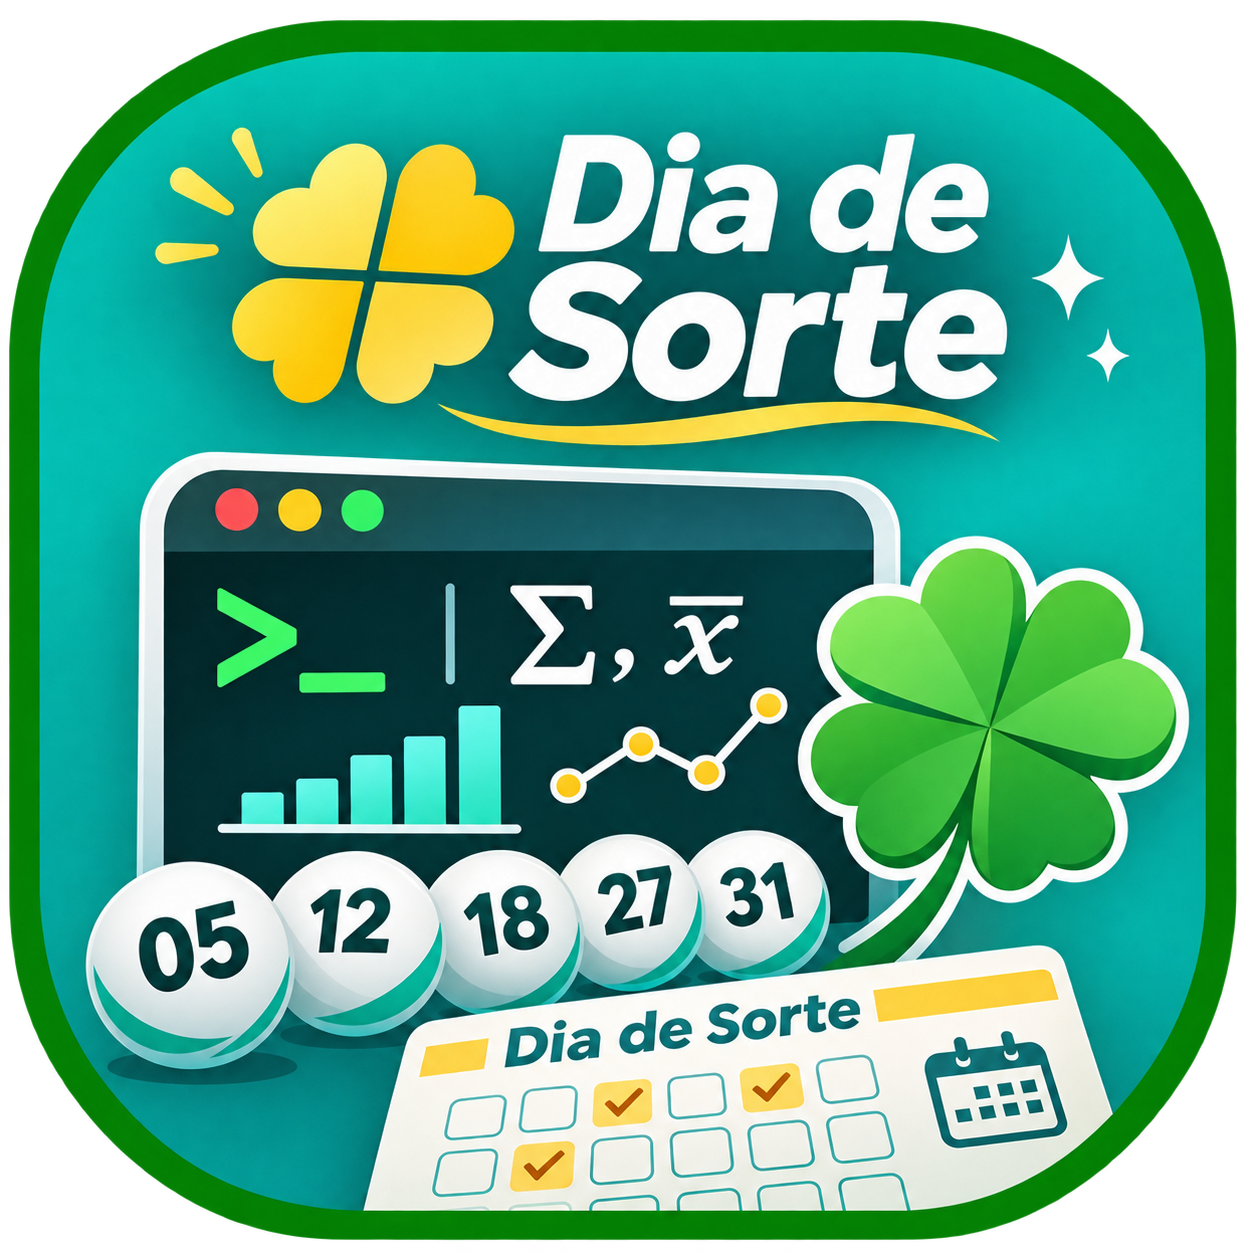 Dia de
Sorte
>_ | Σ, x̅
05 12 18 27 31
Dia de Sorte